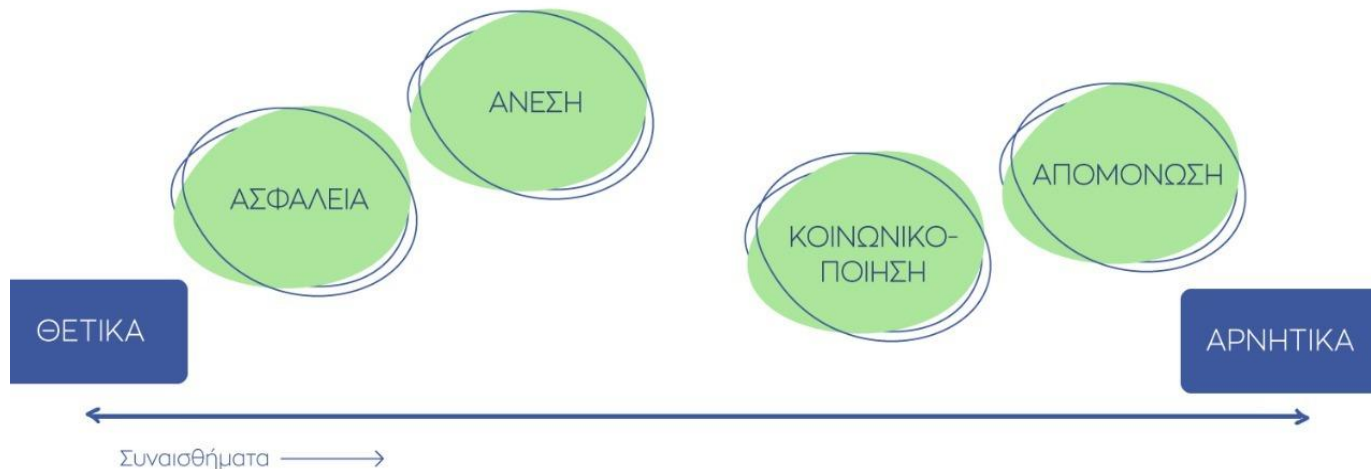 ΑΝΕΣΗ
ΑΣΦΑΛΕΙΑ
ΑΠΟΜΟΝΩΣΗ
ΚΟΙΝΩΝΙΚΟ-
ΠΟΙΗΣΗ
ΘΕΤΙΚΑ
ΑΡΝΗΤΙΚΑ
Συναισθήματα